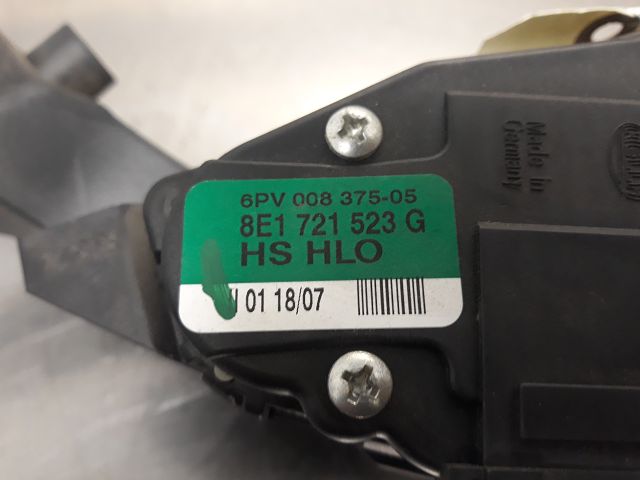 6PV 008 375-05
8E1 721 523 G
HS HLO
01 18/07
Made in
Germany